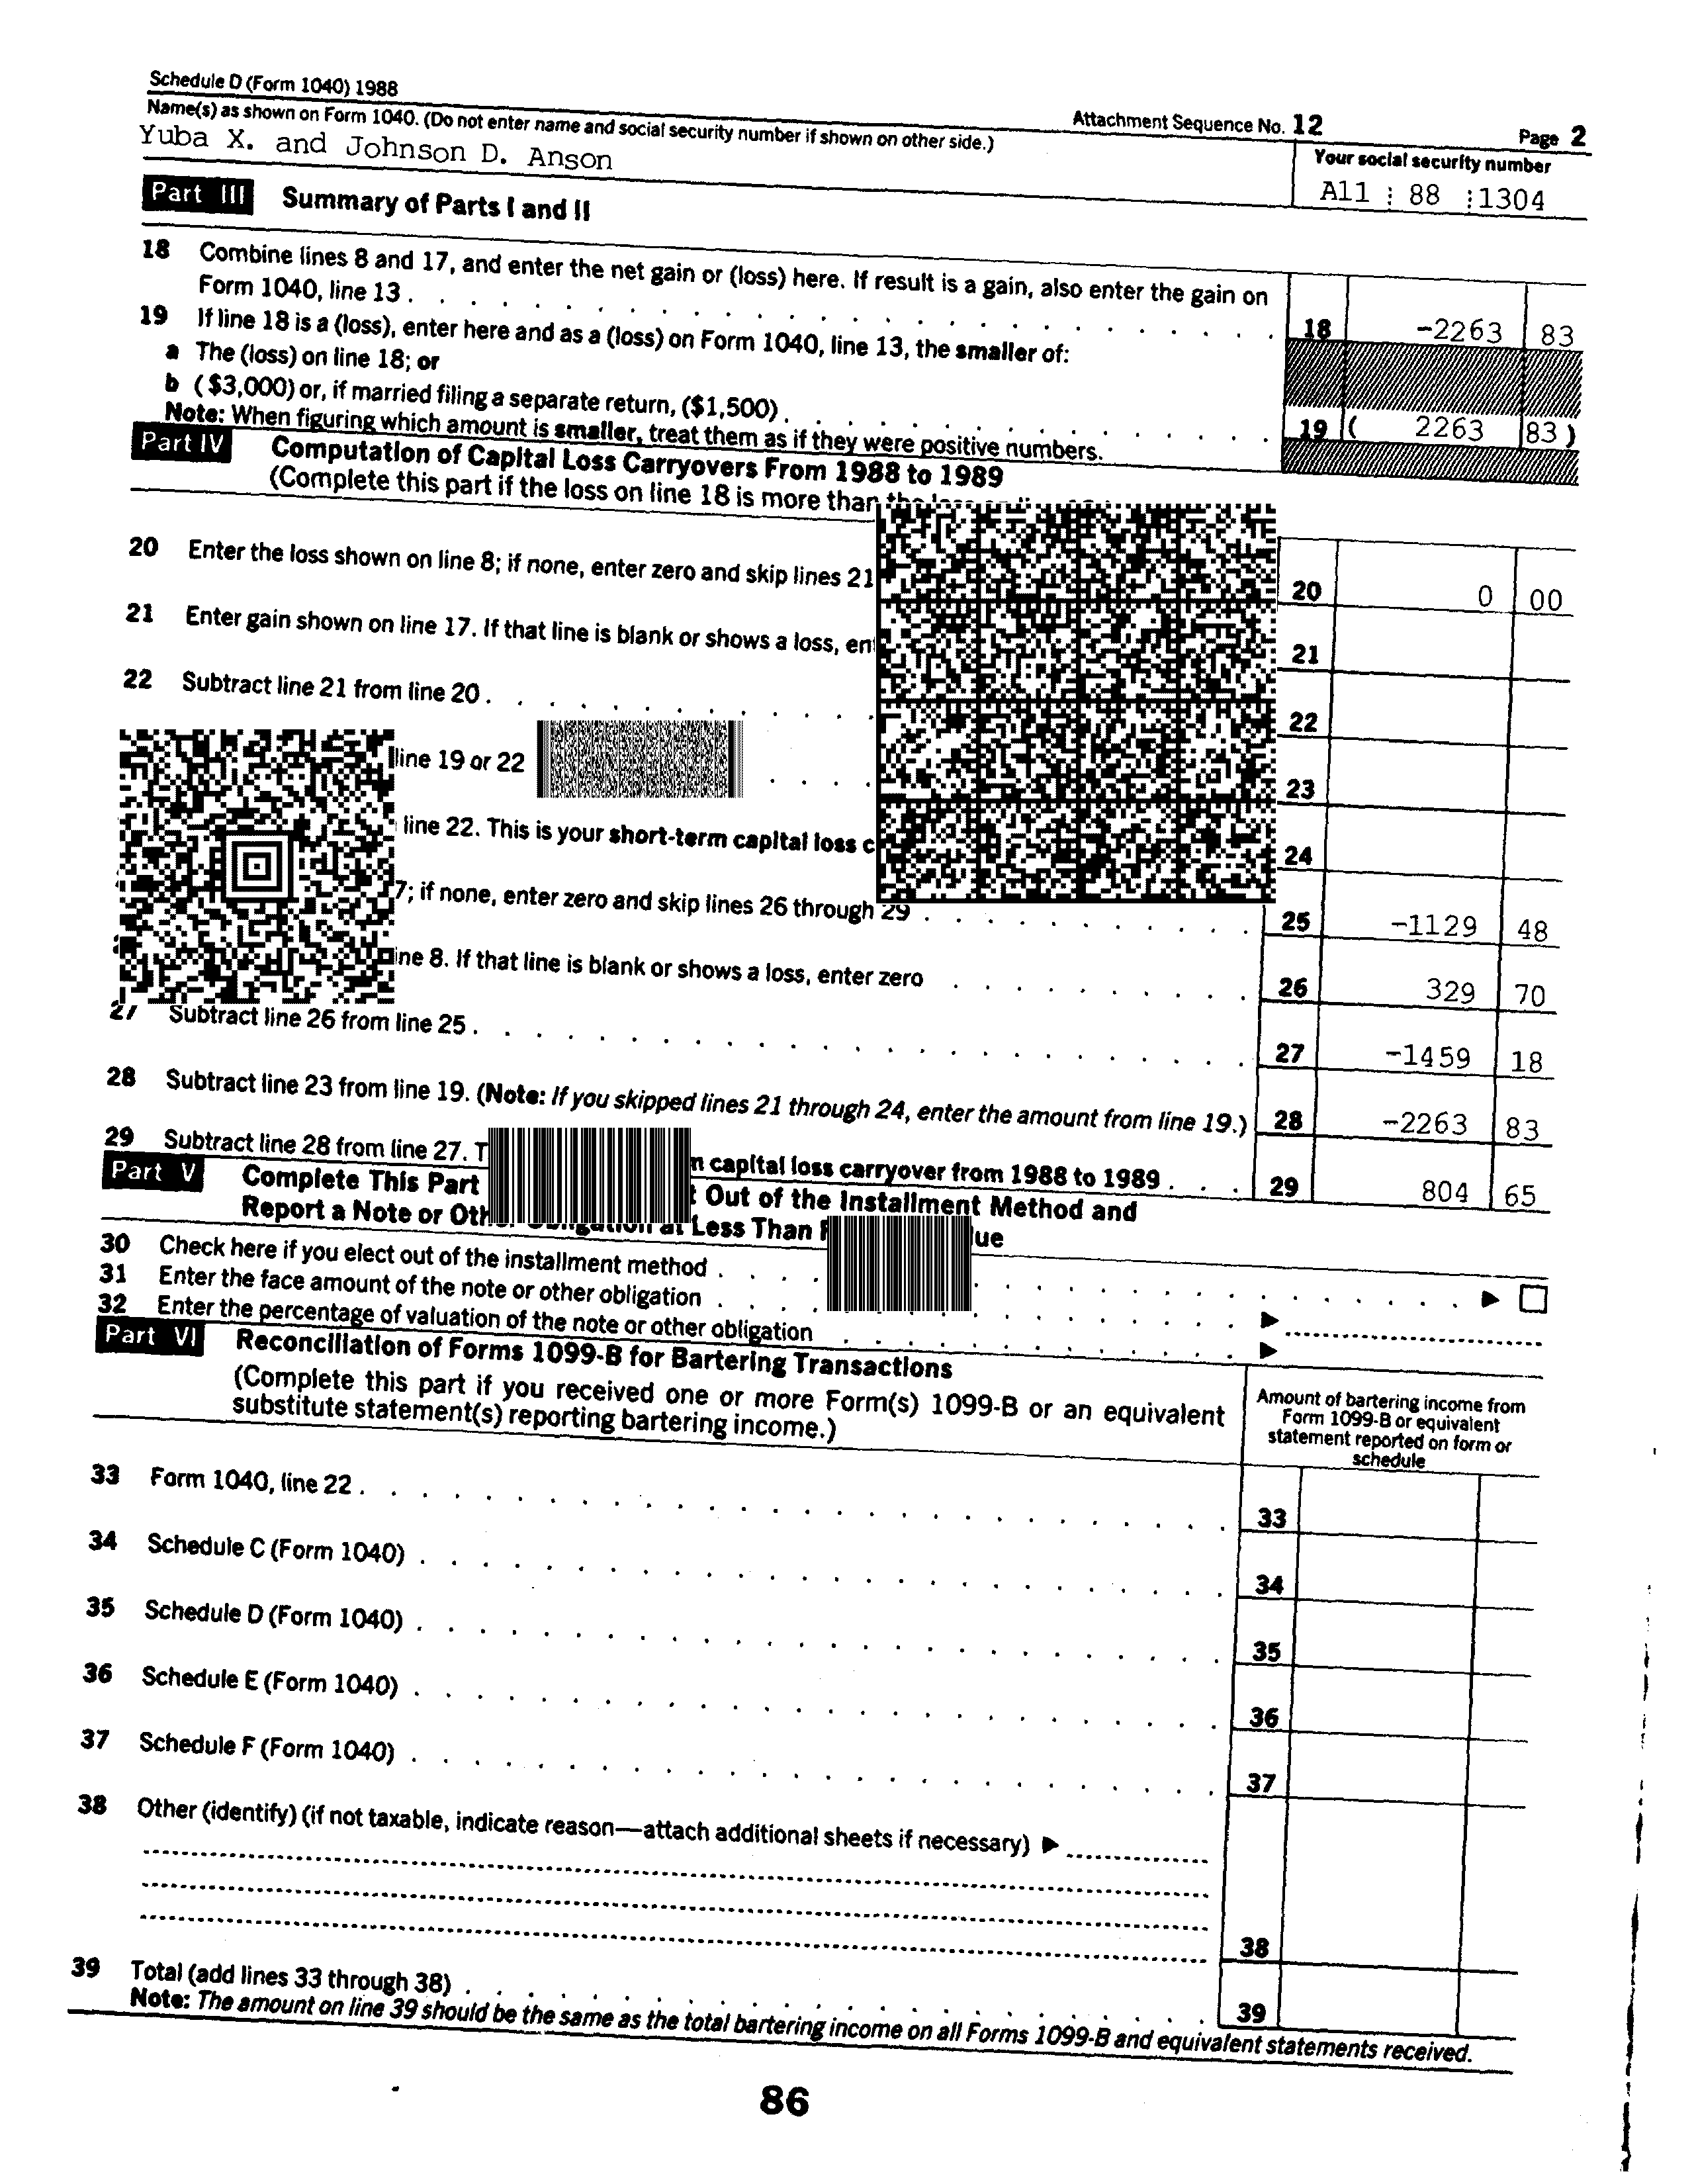 Schedule D (Form 1040) 1988
Attachment Sequence No. 12
Page 2
Name(s) as shown on Form 1040. (Do not enter name and social security number if shown on other side.)
Your social security number
Yuba X. and Johnson D. Anson
A11 88 1304
Part III Summary of Parts I and II
18 Combine lines 8 and 17, and enter the net gain or (loss) here. If result is a gain, also enter the gain on
Form 1040, line 13 . . . 18 -2263 83
19 If line 18 is a (loss), enter here and as a (loss) on Form 1040, line 13, the smaller of:
a The (loss) on line 18; or
b ($3,000) or, if married filing a separate return, ($1,500) . . . 19 ( 2263 83 )
Note: When figuring which amount is smaller, treat them as if they were positive numbers.
Part IV Computation of Capital Loss Carryovers From 1988 to 1989
(Complete this part if the loss on line 18 is more than
20 Enter the loss shown on line 8; if none, enter zero and skip lines 21 20 0 00
21 Enter gain shown on line 17. If that line is blank or shows a loss, 21
22 Subtract line 21 from line 20 . . . 22
line 19 or 22 . . . 23
line 22. This is your short-term capital loss 24
7; if none, enter zero and skip lines 26 through 29 . . . 25 -1129 48
line 8. If that line is blank or shows a loss, enter zero . . . 26 329 70
27 Subtract line 26 from line 25 . . . 27 -1459 18
28 Subtract line 23 from line 19. (Note: If you skipped lines 21 through 24, enter the amount from line 19.) 28 -2263 83
29 Subtract line 28 from line 27. capital loss carryover from 1988 to 1989 . . . 29 804 65
Part V Complete This Part Out of the Installment Method and
Report a Note or Other Obligation at Less Than
30 Check here if you elect out of the installment method . . .
31 Enter the face amount of the note or other obligation . . .
32 Enter the percentage of valuation of the note or other obligation . . .
Part VI Reconciliation of Forms 1099-B for Bartering Transactions
(Complete this part if you received one or more Form(s) 1099-B or an equivalent
substitute statement(s) reporting bartering income.)
Amount of bartering income from
Form 1099-B or equivalent
statement reported on form or
schedule
33 Form 1040, line 22 . . . 33
34 Schedule C (Form 1040) . . . 34
35 Schedule D (Form 1040) . . . 35
36 Schedule E (Form 1040) . . . 36
37 Schedule F (Form 1040) . . . 37
38 Other (identify) (if not taxable, indicate reason—attach additional sheets if necessary) ▶
38
39 Total (add lines 33 through 38) . . . 39
Note: The amount on line 39 should be the same as the total bartering income on all Forms 1099-B and equivalent statements received.
86